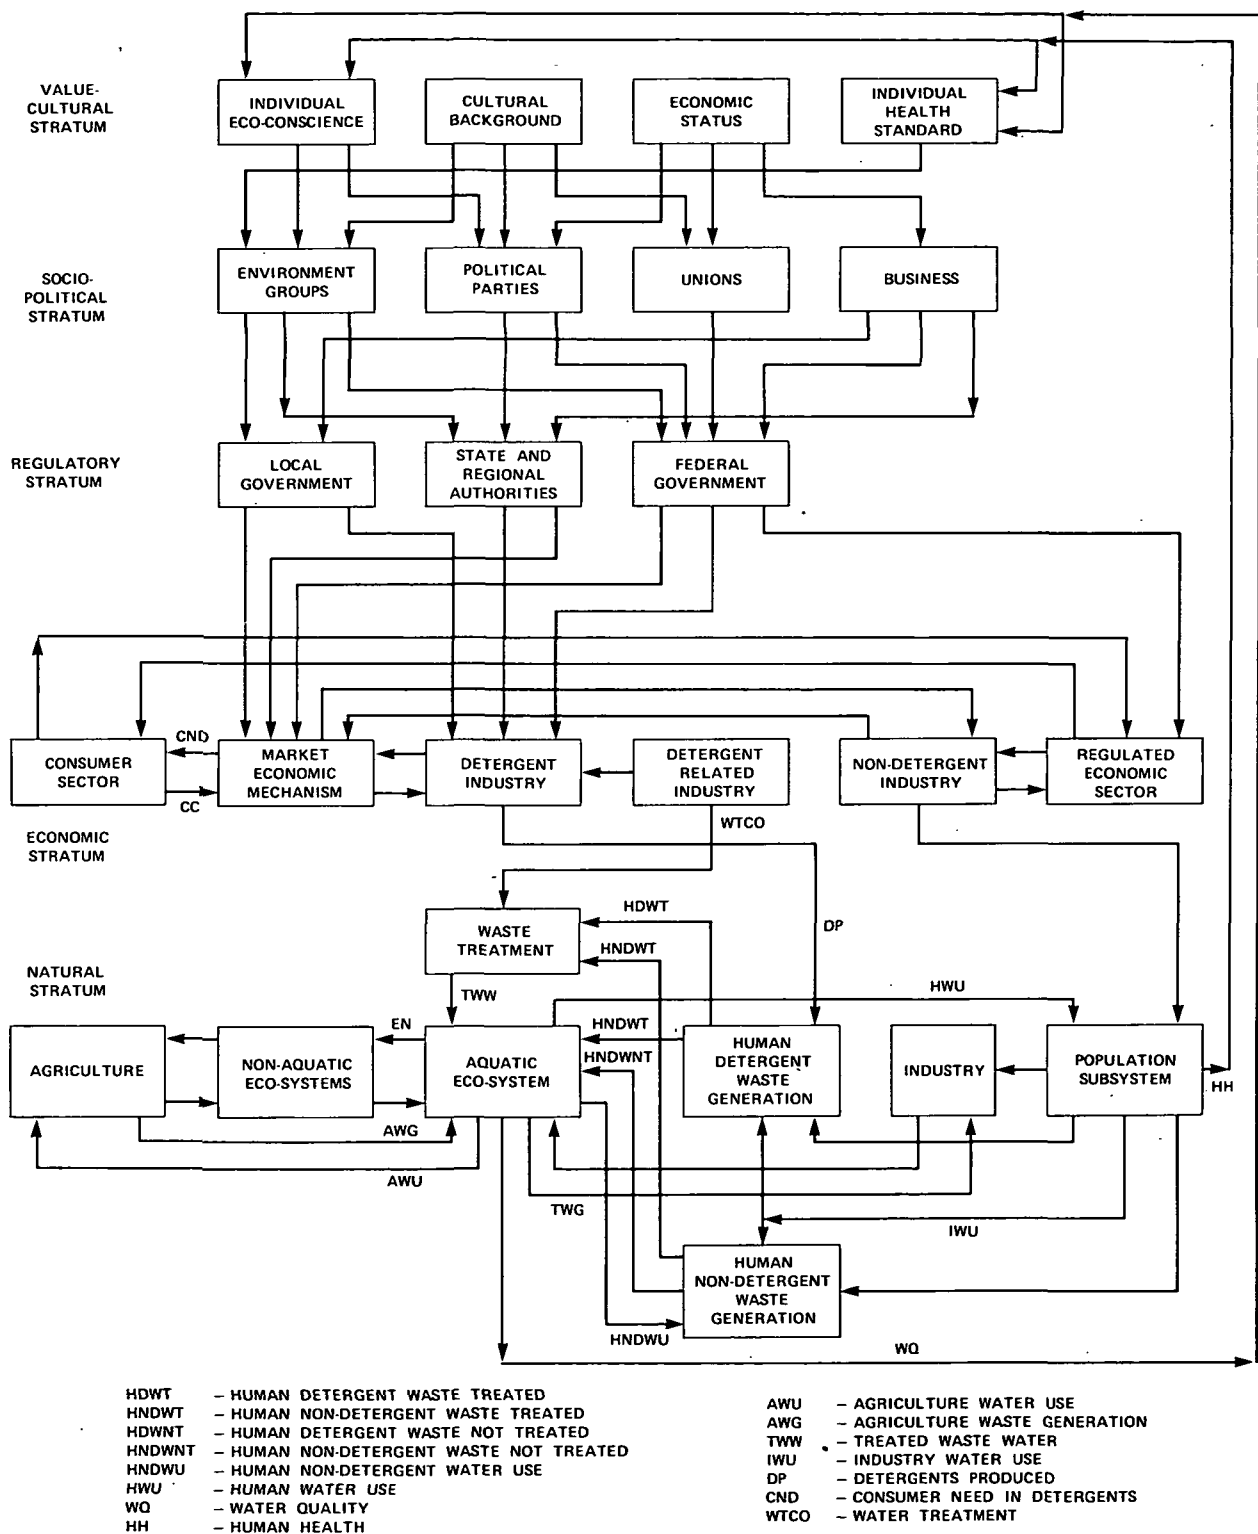 VALUE-
CULTURAL
STRATUM
INDIVIDUAL
ECO-CONSCIENCE
CULTURAL
BACKGROUND
ECONOMIC
STATUS
INDIVIDUAL
HEALTH
STANDARD
SOCIO-
POLITICAL
STRATUM
ENVIRONMENT
GROUPS
POLITICAL
PARTIES
UNIONS
BUSINESS
REGULATORY
STRATUM
LOCAL
GOVERNMENT
STATE AND
REGIONAL
AUTHORITIES
FEDERAL
GOVERNMENT
CONSUMER
SECTOR
CND
CC
MARKET
ECONOMIC
MECHANISM
DETERGENT
INDUSTRY
DETERGENT
RELATED
INDUSTRY
NON-DETERGENT
INDUSTRY
REGULATED
ECONOMIC
SECTOR
ECONOMIC
STRATUM
WTCO
WASTE
TREATMENT
HDWT
HNDWT
DP
NATURAL
STRATUM
TWW
HWU
AGRICULTURE
NON-AQUATIC
ECO-SYSTEMS
EN
AQUATIC
ECO-SYSTEM
HNDWT
HNDWNT
HUMAN
DETERGENT
WASTE
GENERATION
INDUSTRY
POPULATION
SUBSYSTEM
HH
AWG
AWU
TWG
IWU
HUMAN
NON-DETERGENT
WASTE
GENERATION
HNDWU
WQ
HDWT – HUMAN DETERGENT WASTE TREATED
HNDWT – HUMAN NON-DETERGENT WASTE TREATED
HDWNT – HUMAN DETERGENT WASTE NOT TREATED
HNDWNT – HUMAN NON-DETERGENT WASTE NOT TREATED
HNDWU – HUMAN NON-DETERGENT WATER USE
HWU – HUMAN WATER USE
WQ – WATER QUALITY
HH – HUMAN HEALTH
AWU – AGRICULTURE WATER USE
AWG – AGRICULTURE WASTE GENERATION
TWW – TREATED WASTE WATER
IWU – INDUSTRY WATER USE
DP – DETERGENTS PRODUCED
CND – CONSUMER NEED IN DETERGENTS
WTCO – WATER TREATMENT